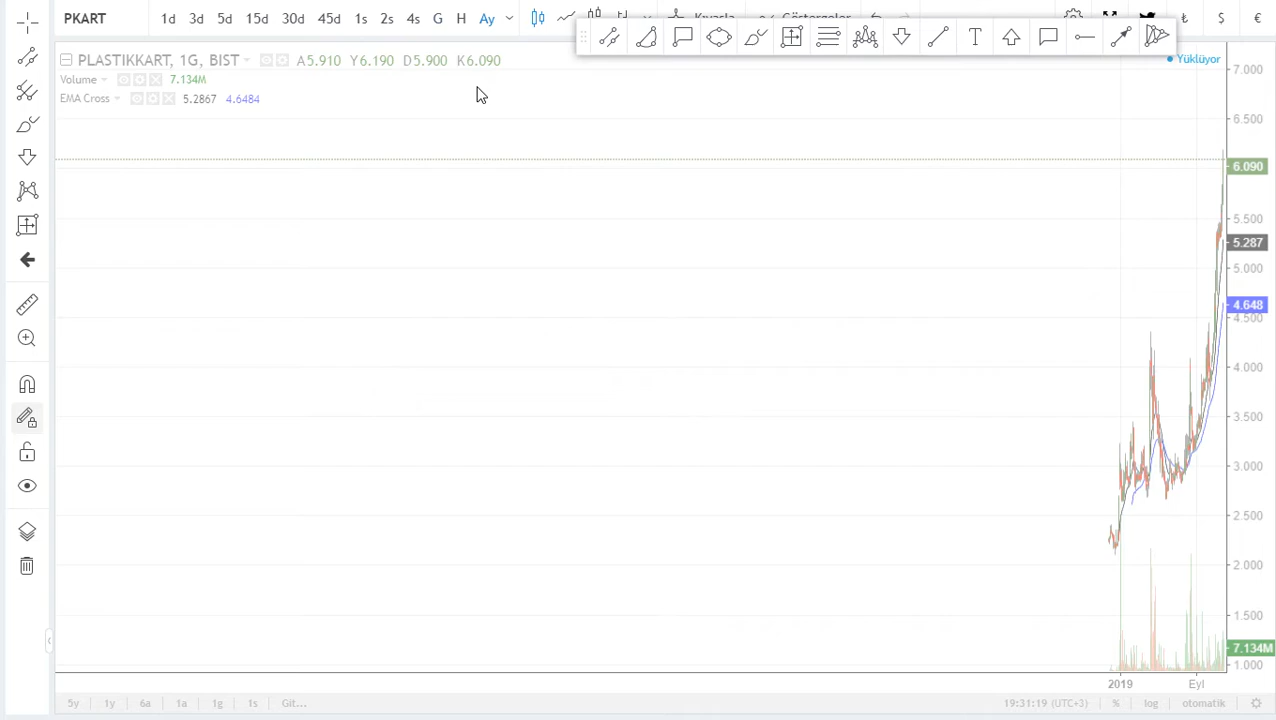 PKART 1d 3d 5d 15d 30d 45d 1s 2s 4s G H Ay Kıyasla Göstergeler ₺ $ €
PLASTIKKART, 1G, BIST A5.910 Y6.190 D5.900 K6.090
Yüklüyor
Volume 7.134M
EMA Cross 5.2867 4.6484
7.000
6.500
6.090
5.500
5.287
5.000
4.648
4.500
4.000
3.500
3.000
2.500
2.000
1.500
7.134M
1.000
2019 Eyl
5y 1y 6a 1a 1g 1s Git... 19:31:19 (UTC+3) % log otomatik